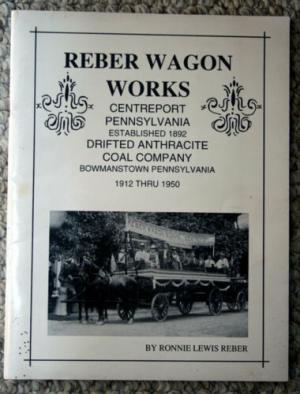 REBER WAGON
WORKS
CENTREPORT
PENNSYLVANIA
ESTABLISHED 1892
DRIFTED ANTHRACITE
COAL COMPANY
BOWMANSTOWN PENNSYLVANIA
1912 THRU 1950
BY RONNIE LEWIS REBER